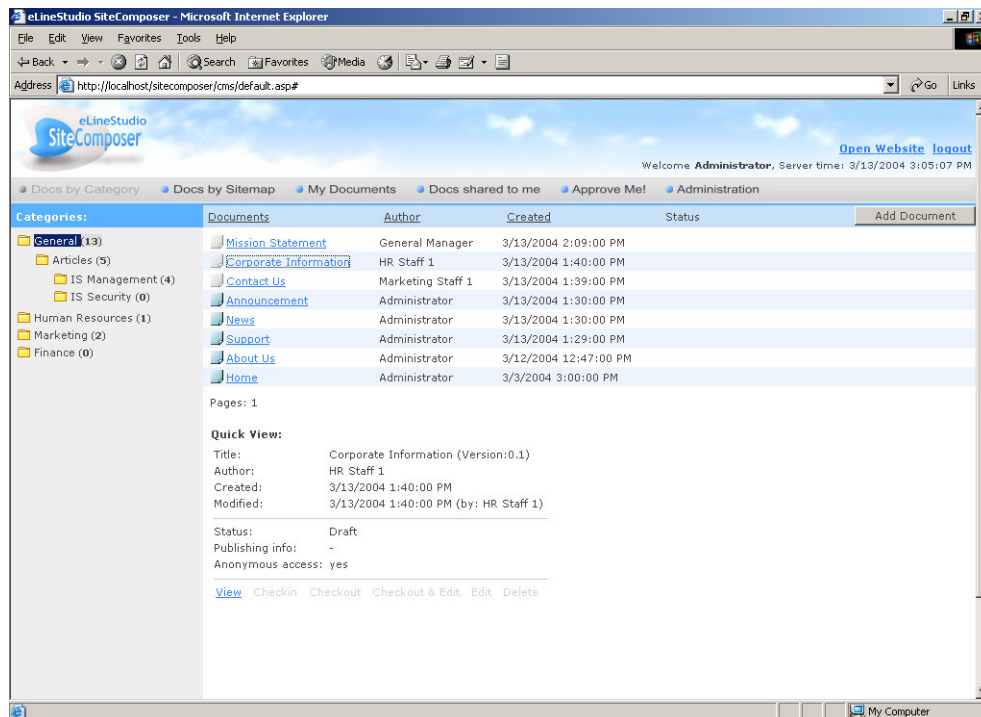 eLineStudio SiteComposer - Microsoft Internet Explorer
File Edit View Favorites Tools Help
Back Search Favorites Media
Address http://localhost/sitecomposer/cms/default.asp# Go Links
eLineStudio
SiteComposer
Open Website logout
Welcome Administrator, Server time: 3/13/2004 3:05:07 PM
Docs by Category Docs by Sitemap My Documents Docs shared to me Approve Me! Administration
Categories: Documents Author Created Status Add Document
General (13)
Articles (5)
IS Management (4)
IS Security (0)
Human Resources (1)
Marketing (2)
Finance (0)
Mission Statement General Manager 3/13/2004 2:09:00 PM
Corporate Information HR Staff 1 3/13/2004 1:40:00 PM
Contact Us Marketing Staff 1 3/13/2004 1:39:00 PM
Announcement Administrator 3/13/2004 1:30:00 PM
News Administrator 3/13/2004 1:30:00 PM
Support Administrator 3/13/2004 1:29:00 PM
About Us Administrator 3/12/2004 12:47:00 PM
Home Administrator 3/3/2004 3:00:00 PM
Pages: 1
Quick View:
Title: Corporate Information (Version:0.1)
Author: HR Staff 1
Created: 3/13/2004 1:40:00 PM
Modified: 3/13/2004 1:40:00 PM (by: HR Staff 1)
Status: Draft
Publishing info: -
Anonymous access: yes
View Checkin Checkout Checkout & Edit Edit Delete
My Computer